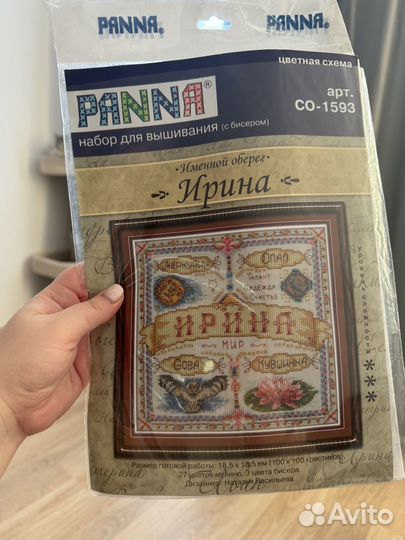 PANNA®
PANNA®
цветная схема
PANNA®
арт.
СО-1593
набор для вышивания (с бисером)
Именной оберег
Ирина
Меркурий
Опал
Талант
Надежда
Счастье
ИРИНА
МИР
Сова
Кувшинка
Уровень сложности
Размер готовой работы: 18,5 x 18,5 см (100 x 100 крестиков).
27 цветов мулине, 3 цвета бисера
Дизайнер: Наталья Васильева
Avito